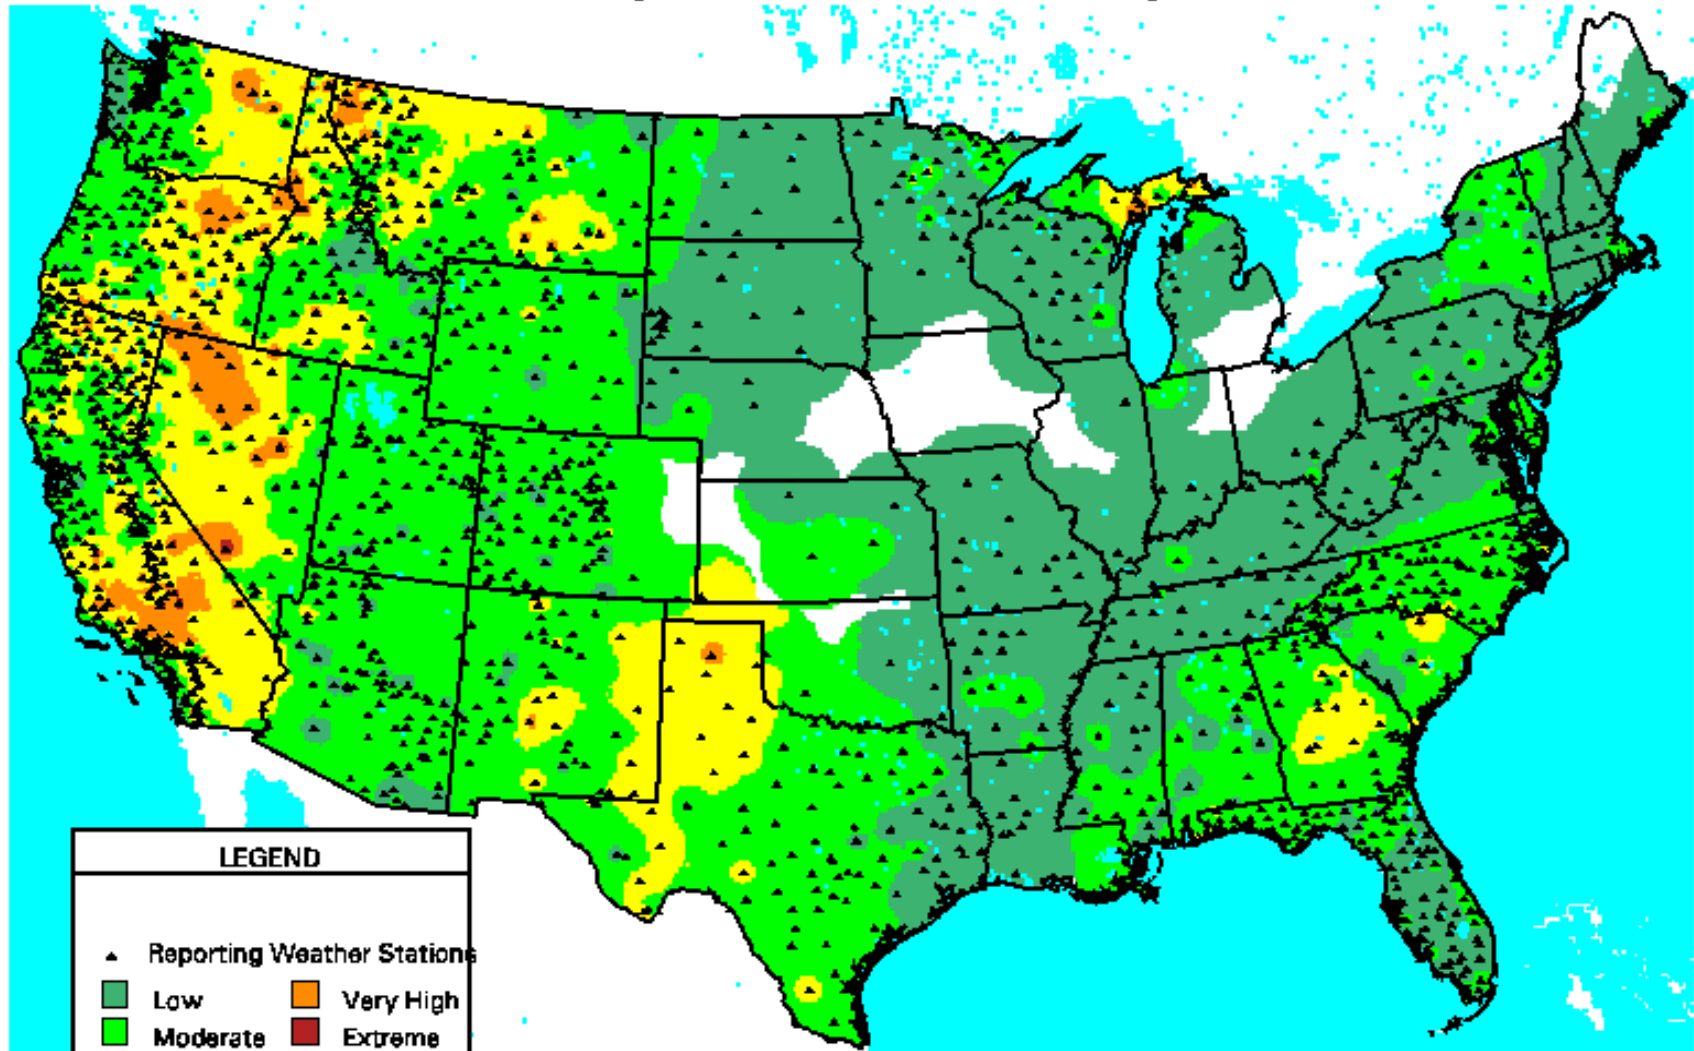 LEGEND
Reporting Weather Stations
Low Very High
Moderate Extreme